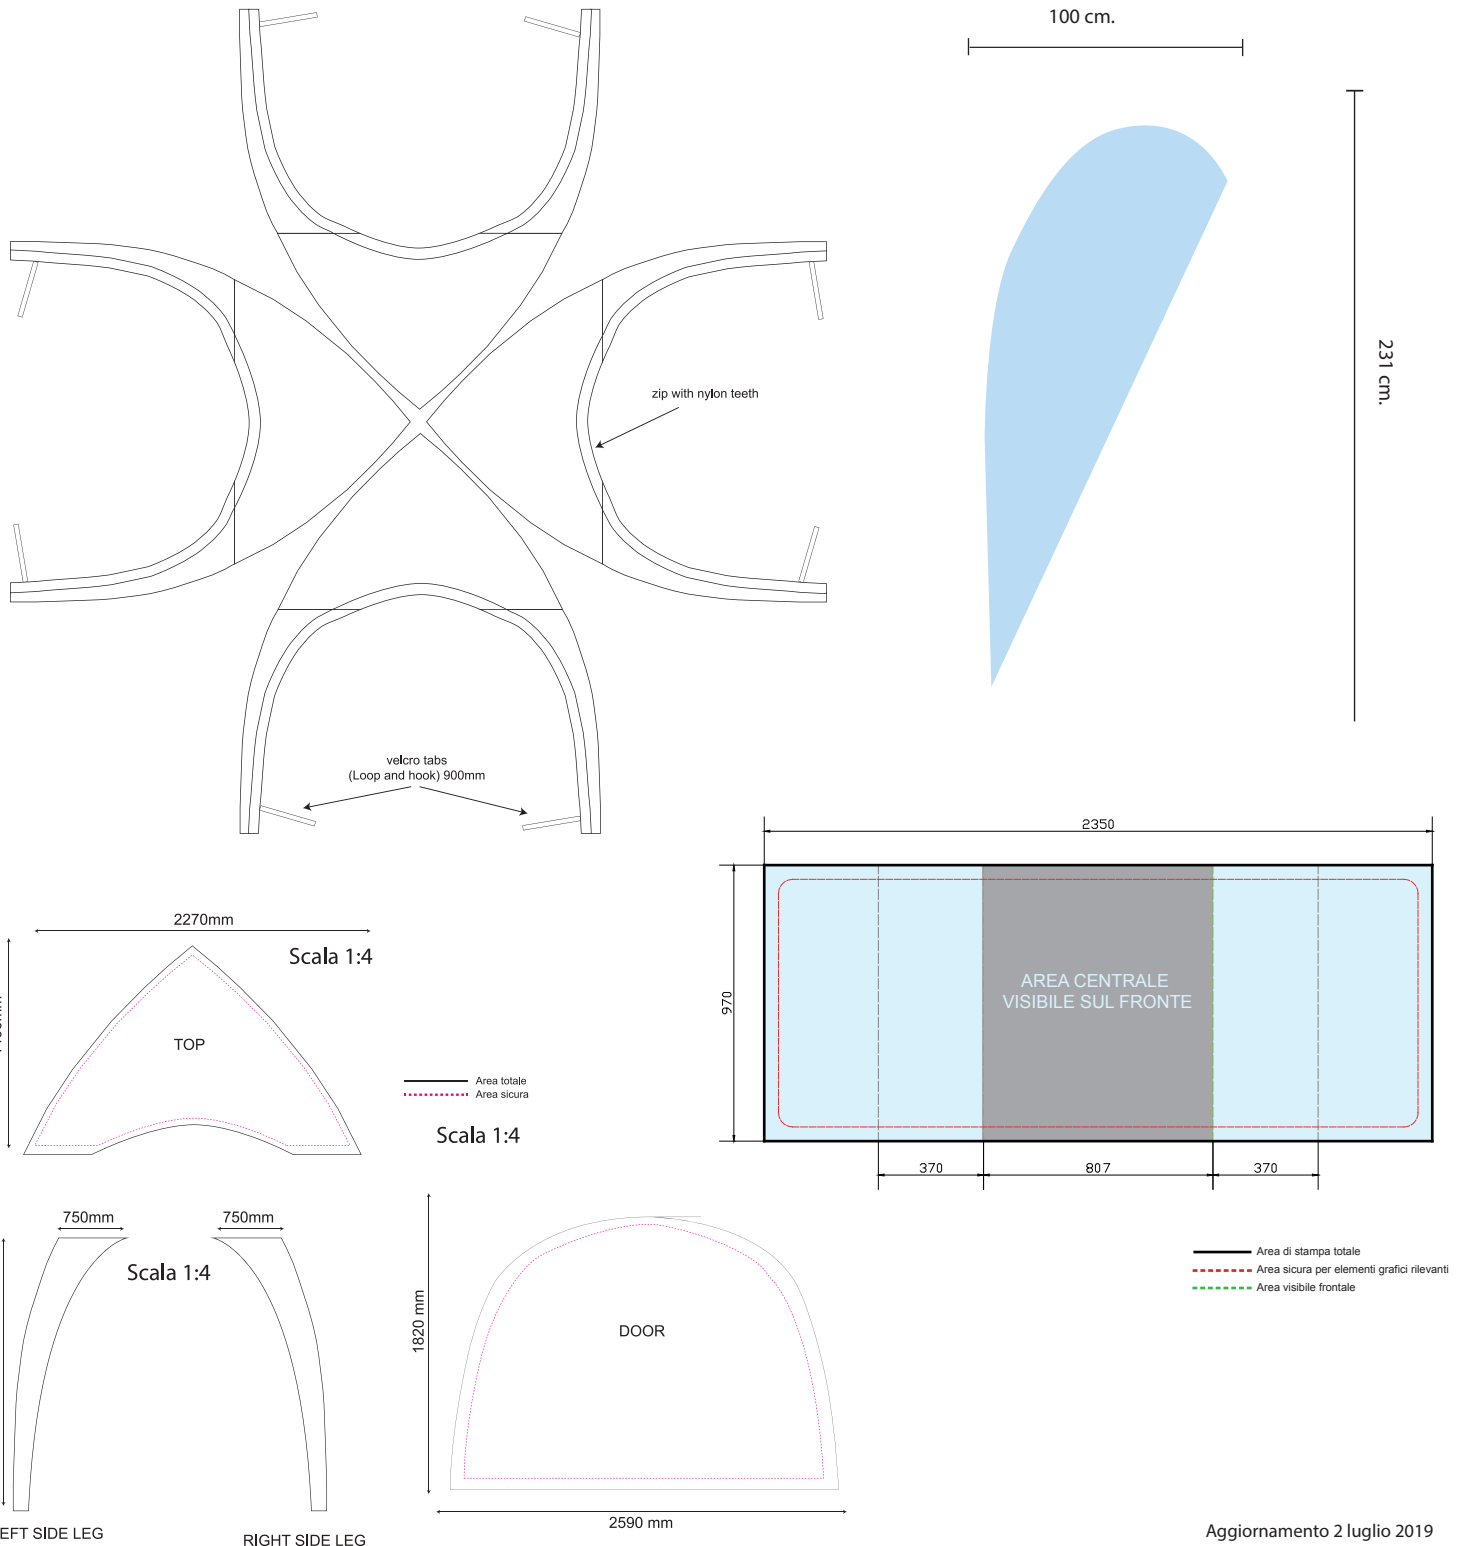 100 cm.
231 cm.
zip with nylon teeth
velcro tabs
(Loop and hook) 900mm
2350
970
AREA CENTRALE
VISIBILE SUL FRONTE
370
807
370
Area di stampa totale
Area sicura per elementi grafici rilevanti
Area visibile frontale
2270mm
Scala 1:4
TOP
Area totale
Area sicura
Scala 1:4
750mm
750mm
Scala 1:4
EFT SIDE LEG
RIGHT SIDE LEG
1820 mm
DOOR
2590 mm
Aggiornamento 2 luglio 2019